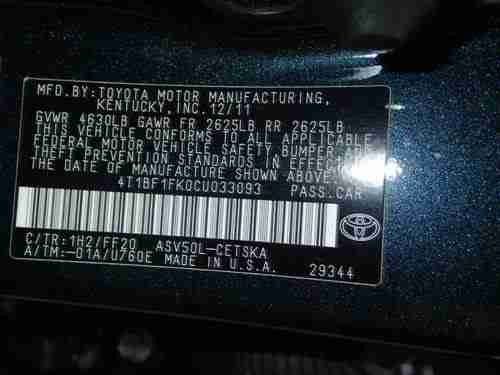 MFD.BY:TOYOTA MOTOR MANUFACTURING,
KENTUCKY, INC.12/11
GVWR 4630LB GAWR FR 2625LB RR 2625LB
THIS VEHICLE CONFORMS TO ALL APPLICABLE
FEDERAL MOTOR VEHICLE SAFETY, BUMPER, AND
THEFT PREVENTION STANDARDS IN EFFECT ON
THE DATE OF MANUFACTURE SHOWN ABOVE.
4T1BF1FK0CU033093 PASS.CAR
C/TR:1H2/FF20 ASV50L-CETSKA
A/TM:-01A/U760E MADE IN U.S.A. 29344